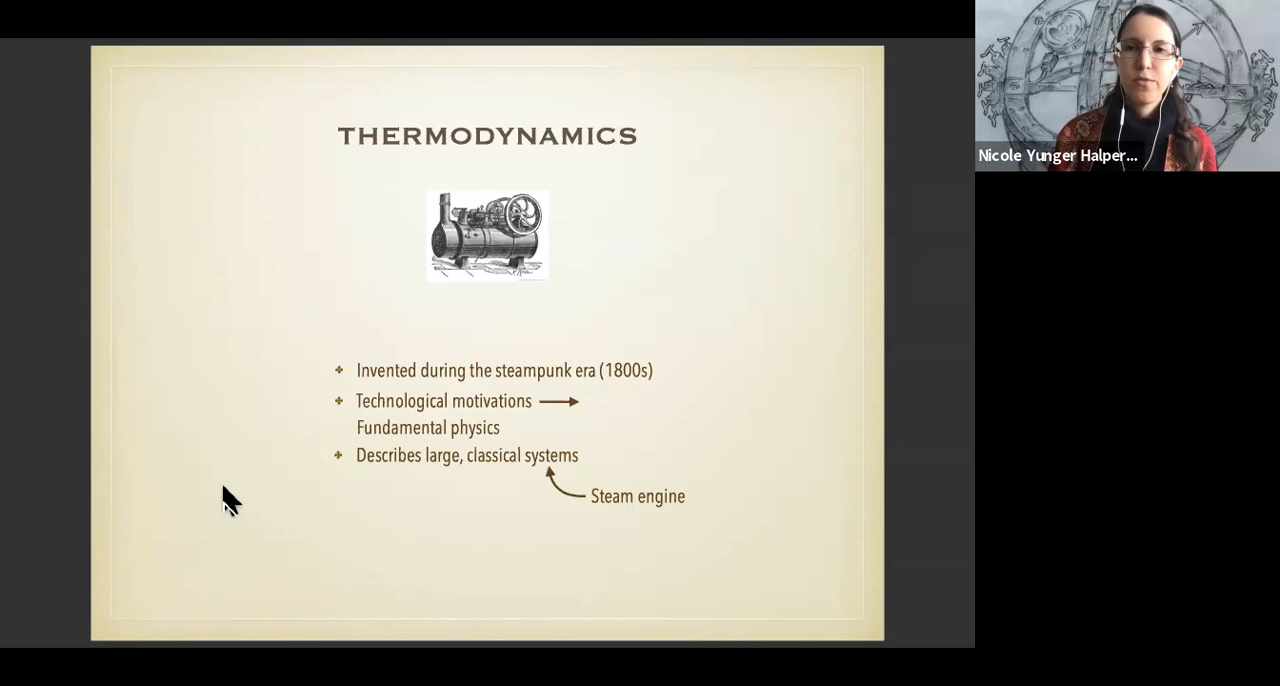 THERMODYNAMICS
Invented during the steampunk era (1800s)
Technological motivations
Fundamental physics
Describes large, classical systems
Steam engine
Nicole Yunger Halper...